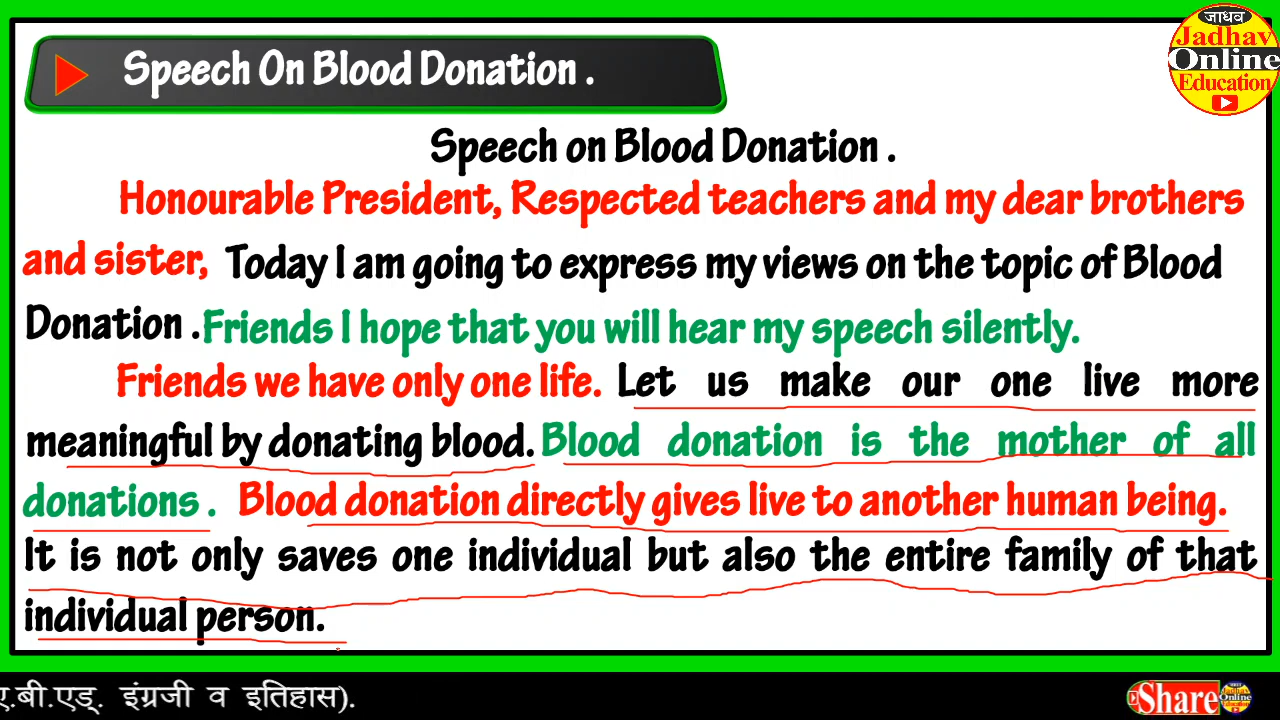 जाधव
Jadhav
Online
Education
Speech On Blood Donation .
Speech on Blood Donation .
Honourable President, Respected teachers and my dear brothers
and sister, Today I am going to express my views on the topic of Blood
Donation . Friends I hope that you will hear my speech silently.
Friends we have only one life. Let us make our one live more
meaningful by donating blood. Blood donation is the mother of all
donations . Blood donation directly gives live to another human being.
It is not only saves one individual but also the entire family of that
individual person.
ए.बी.एड्. इंग्रजी व इतिहास).
Share